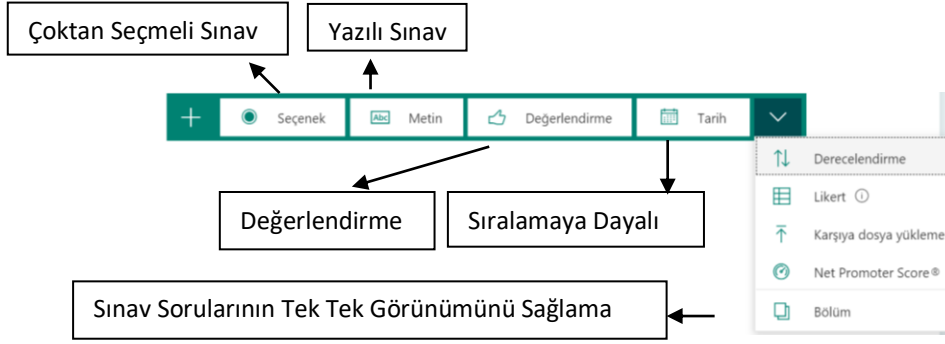 Çoktan Seçmeli Sınav
Yazılı Sınav
Seçenek
Abc Metin
Değerlendirme
Tarih
Derecelendirme
Likert
Karşıya dosya yükleme
Net Promoter Score®
Bölüm
Değerlendirme
Sıralamaya Dayalı
Sınav Sorularının Tek Tek Görünümünü Sağlama